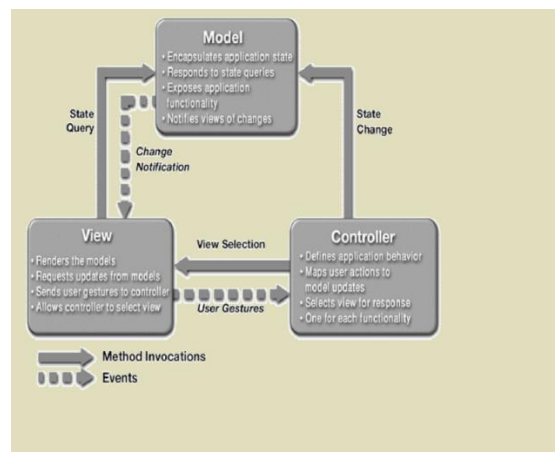 Model
• Encapsulates application state
• Responds to state queries
• Exposes application
functionality
• Notifies views of changes
State
Query
Change
Notification
State
Change
View
• Renders the models
• Requests updates from models
• Sends user gestures to controller
• Allows controller to select view
View Selection
User Gestures
Controller
• Defines application behavior
• Maps user actions to
model updates
• Selects view for response
• One for each functionality
Method Invocations
Events